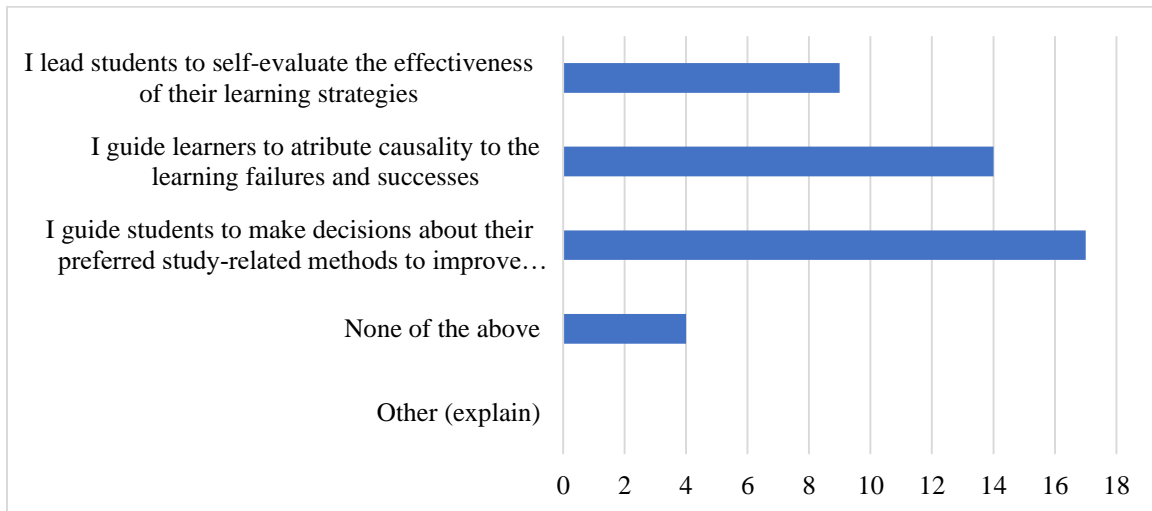 I lead students to self-evaluate the effectiveness
of their learning strategies
I guide learners to atribute causality to the
learning failures and successes
I guide students to make decisions about their
preferred study-related methods to improve…
None of the above
Other (explain)
0 2 4 6 8 10 12 14 16 18